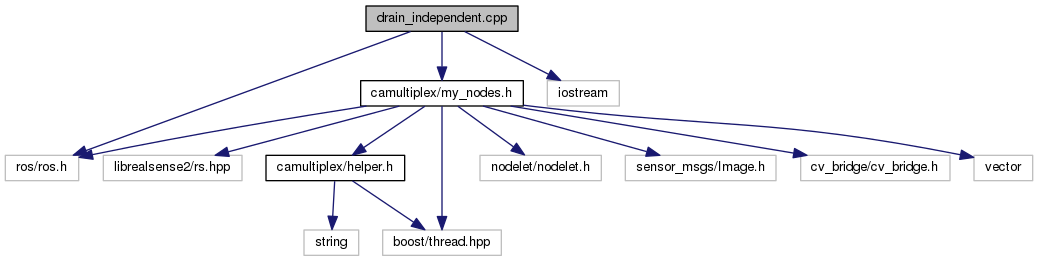 drain_independent.cpp
camultiplex/my_nodes.h
iostream
ros/ros.h
librealsense2/rs.hpp
camultiplex/helper.h
nodelet/nodelet.h
sensor_msgs/Image.h
cv_bridge/cv_bridge.h
vector
string
boost/thread.hpp